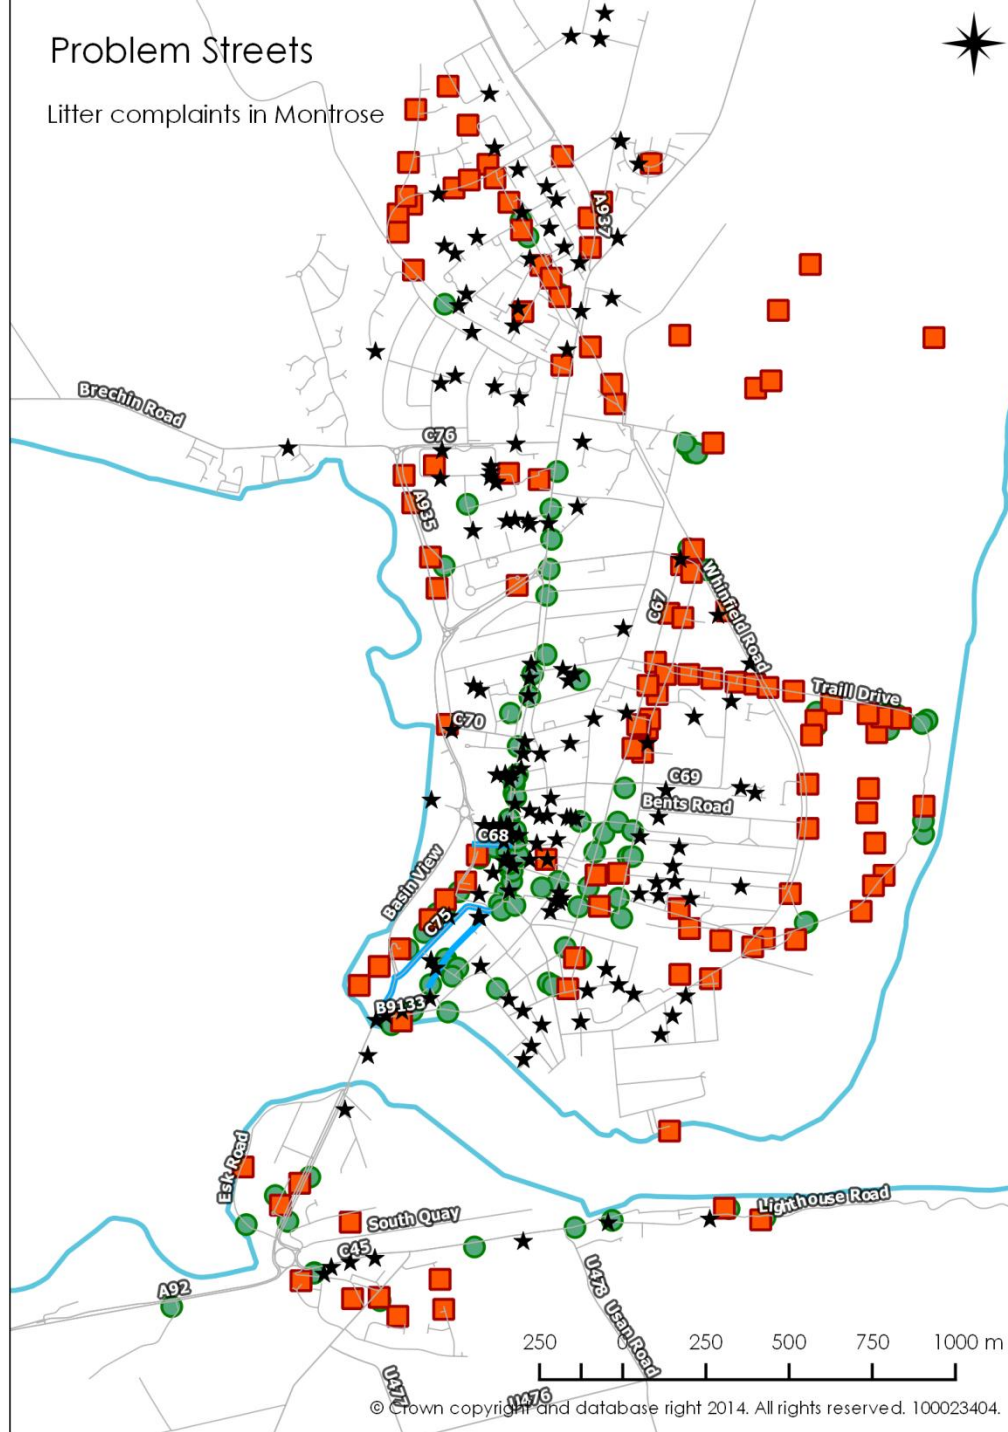 Problem Streets
Litter complaints in Montrose
A937
Brechin Road
C76
A935
Whinfield Road
C67
Traill Drive
C70
C69
Bents Road
C68
Basin View
C75
B9133
Esk Road
Lighthouse Road
South Quay
C45
A92
U478 Usan Road
250 0 250 500 750 1000 m
U477
U476
© Crown copyright and database right 2014. All rights reserved. 100023404.